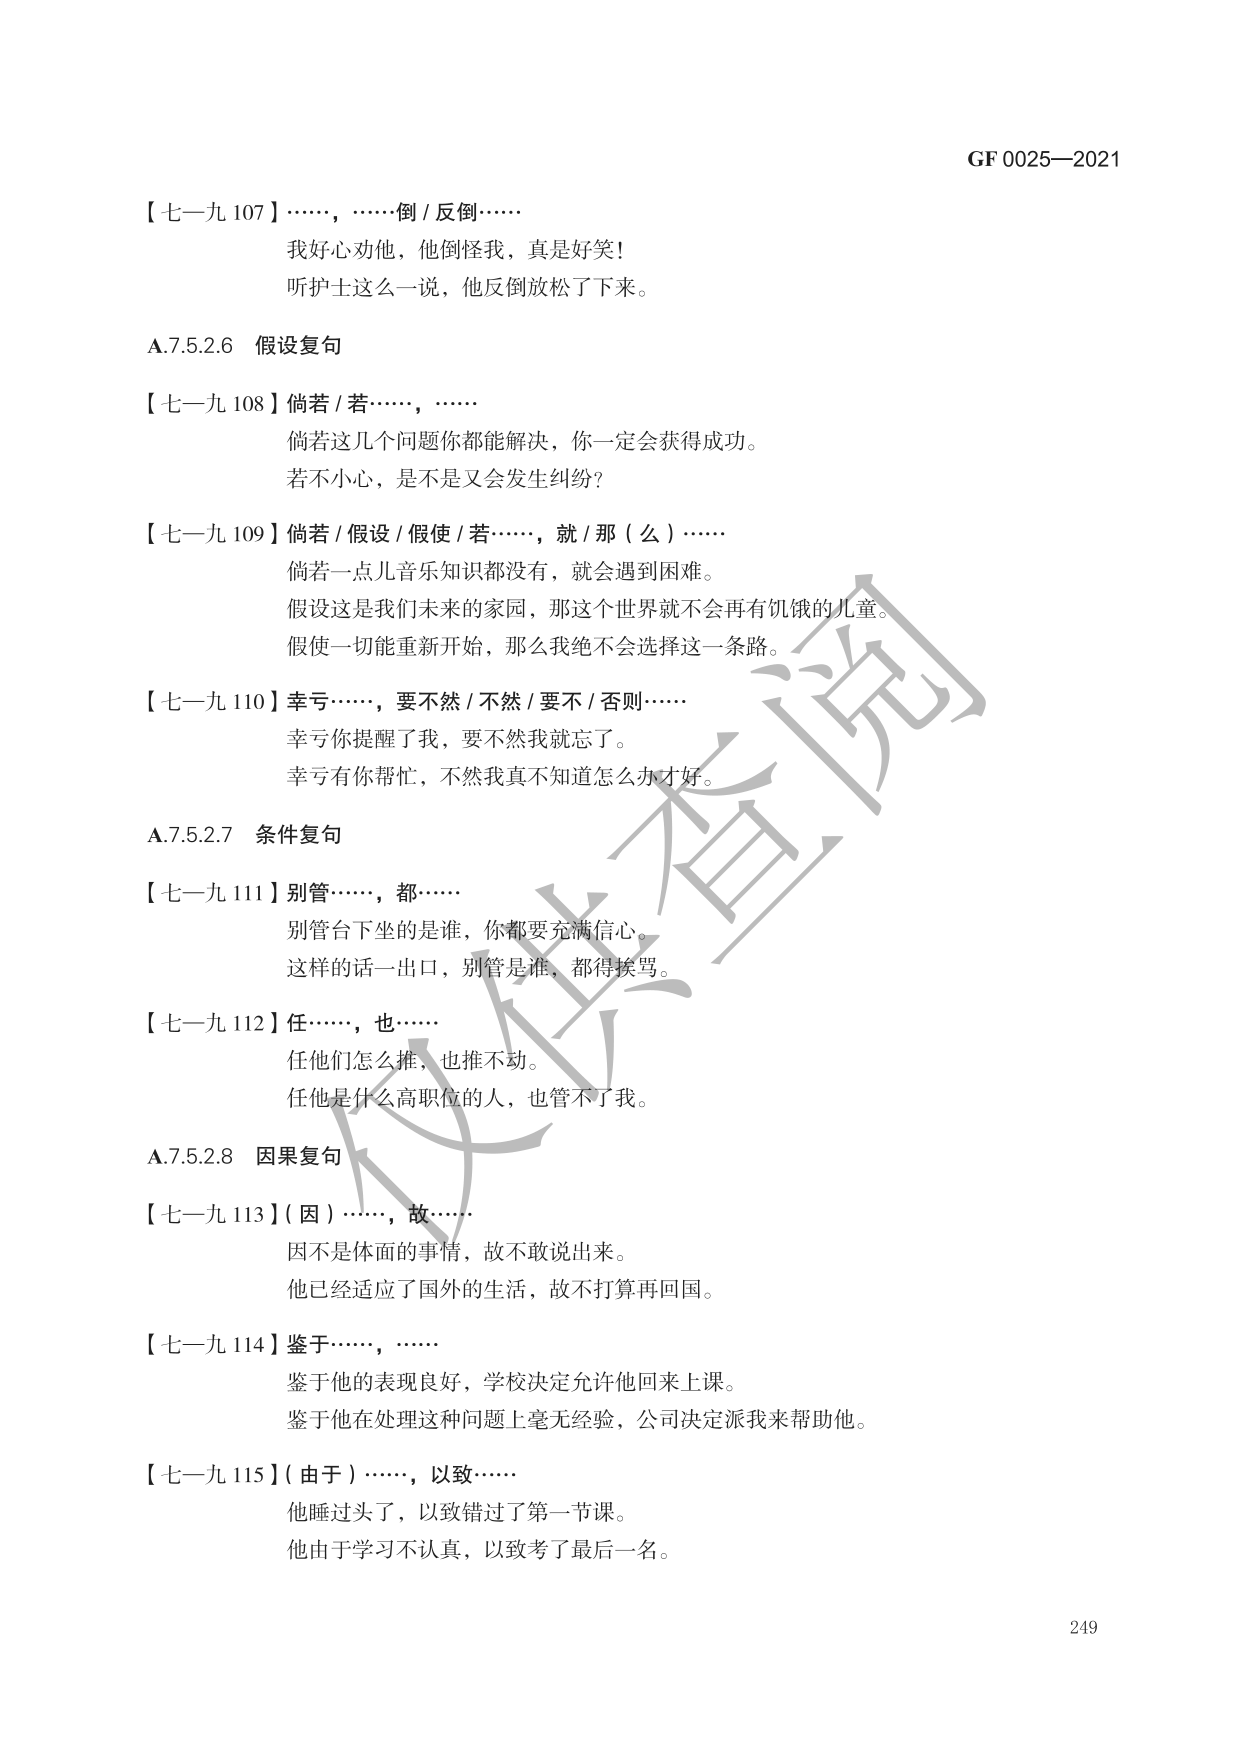 GF 0025—2021
【七—九 107】……，……倒 / 反倒……
我好心劝他，他倒怪我，真是好笑！
听护士这么一说，他反倒放松了下来。
A.7.5.2.6 假设复句
【七—九 108】倘若 / 若……，……
倘若这几个问题你都能解决，你一定会获得成功。
若不小心，是不是又会发生纠纷？
【七—九 109】倘若 / 假设 / 假使 / 若……，就 / 那（么）……
倘若一点儿音乐知识都没有，就会遇到困难。
假设这是我们未来的家园，那这个世界就不会再有饥饿的儿童。
假使一切能重新开始，那么我绝不会选择这一条路。
【七—九 110】幸亏……，要不然 / 不然 / 要不 / 否则……
幸亏你提醒了我，要不然我就忘了。
幸亏有你帮忙，不然我真不知道怎么办才好。
A.7.5.2.7 条件复句
【七—九 111】别管……，都……
别管台下坐的是谁，你都要充满信心。
这样的话一出口，别管是谁，都得挨骂。
【七—九 112】任……，也……
任他们怎么推，也推不动。
任他是什么高职位的人，也管不了我。
A.7.5.2.8 因果复句
【七—九 113】（因）……，故……
因不是体面的事情，故不敢说出来。
他已经适应了国外的生活，故不打算再回国。
【七—九 114】鉴于……，……
鉴于他的表现良好，学校决定允许他回来上课。
鉴于他在处理这种问题上毫无经验，公司决定派我来帮助他。
【七—九 115】（由于）……，以致……
他睡过头了，以致错过了第一节课。
他由于学习不认真，以致考了最后一名。
249
仅供查阅